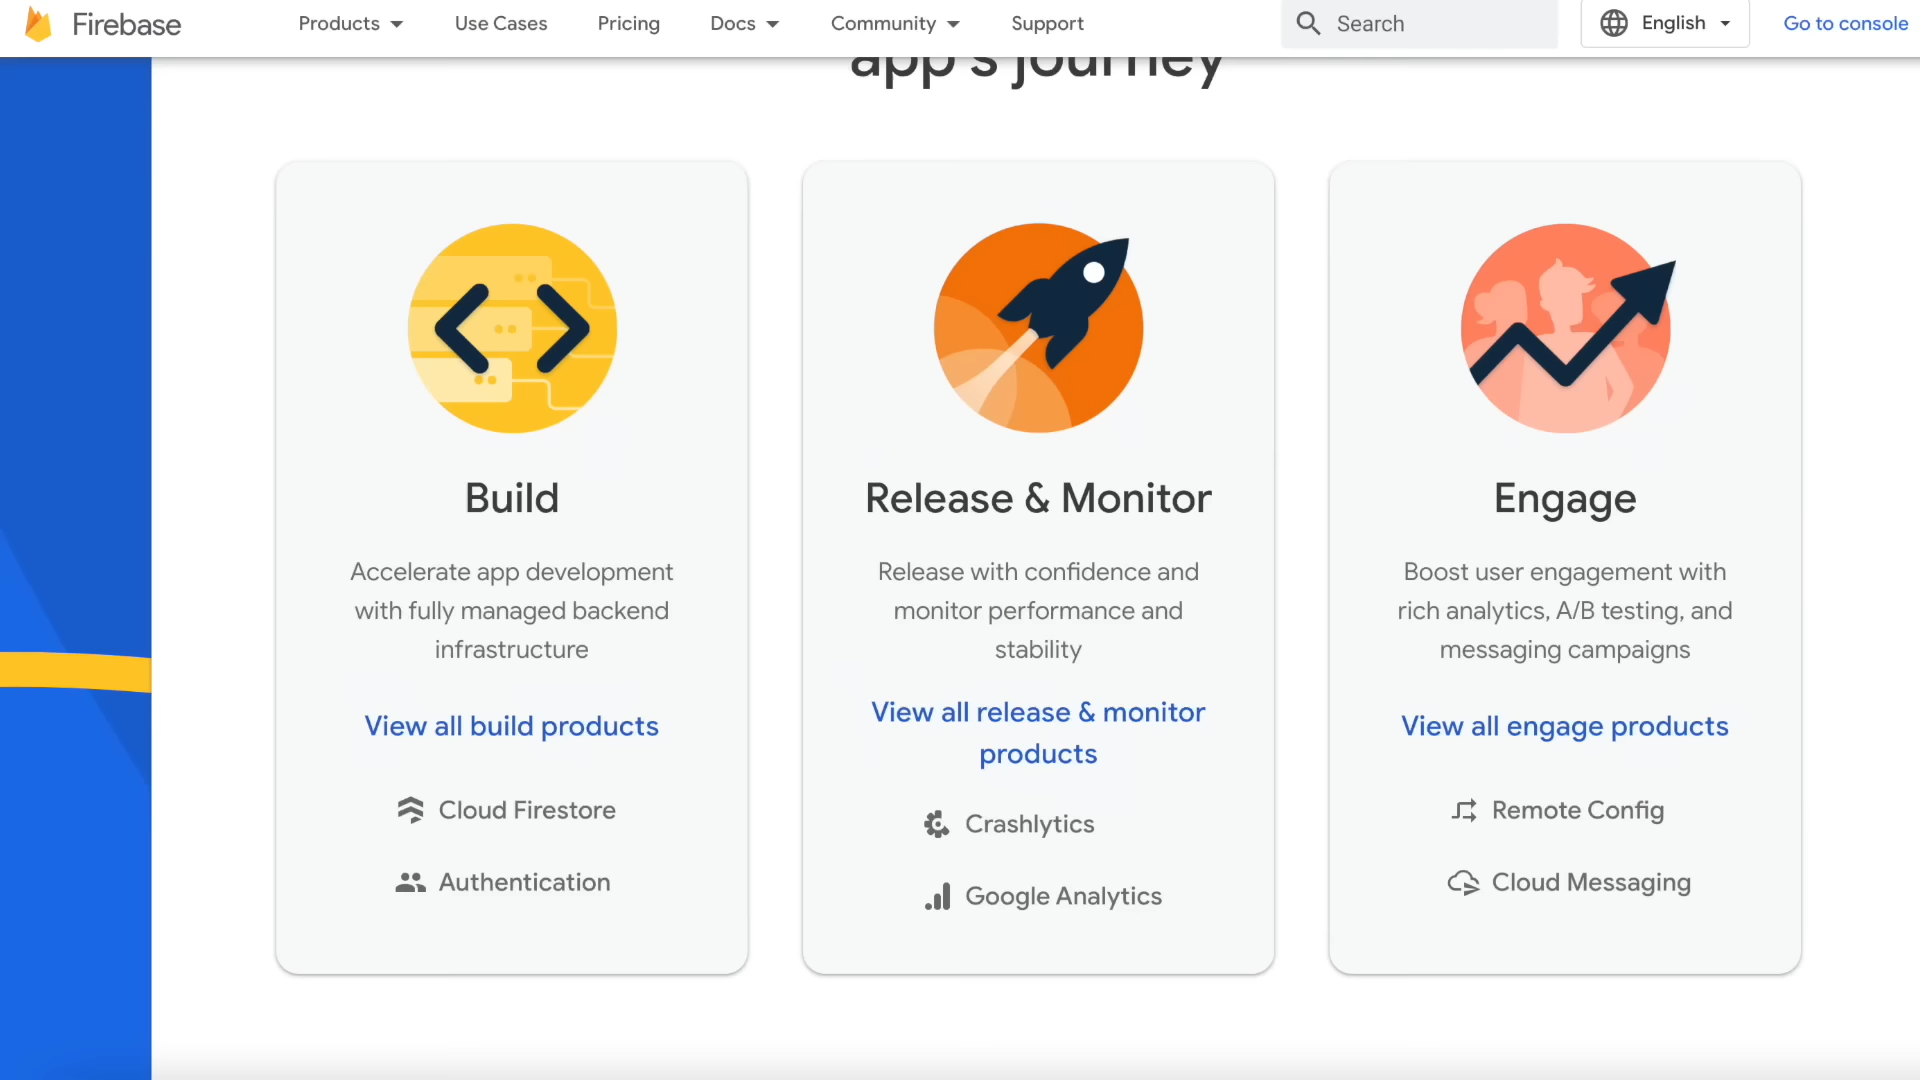 Firebase
Products
Use Cases
Pricing
Docs
Community
Support
Search
English
Go to console
app's journey
Build
Accelerate app development
with fully managed backend
infrastructure
View all build products
Cloud Firestore
Authentication
Release & Monitor
Release with confidence and
monitor performance and
stability
View all release & monitor
products
Crashlytics
Google Analytics
Engage
Boost user engagement with
rich analytics, A/B testing, and
messaging campaigns
View all engage products
Remote Config
Cloud Messaging